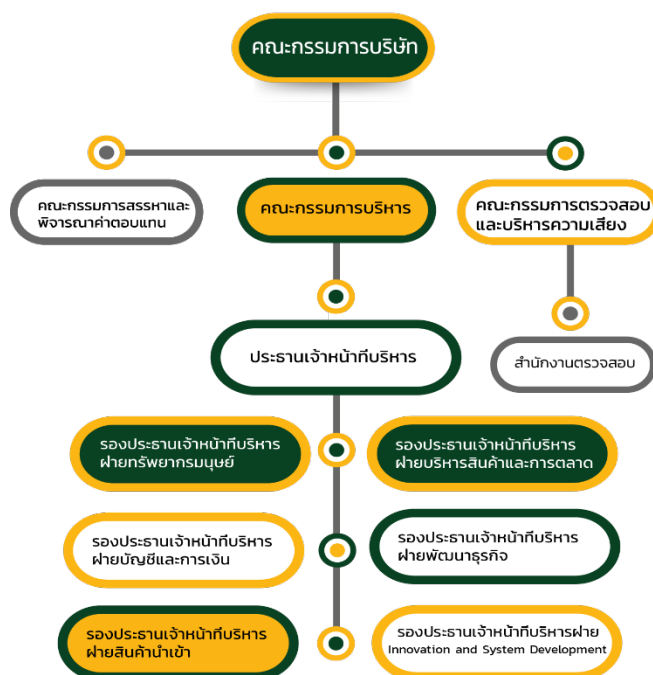 คณะกรรมการบริษัท
คณะกรรมการสรรหาและ
พิจารณาค่าตอบแทน
คณะกรรมการบริหาร
คณะกรรมการตรวจสอบ
และบริหารความเสี่ยง
ประธานเจ้าหน้าที่บริหาร
สำนักงานตรวจสอบ
รองประธานเจ้าหน้าที่บริหาร
ฝ่ายทรัพยากรมนุษย์
รองประธานเจ้าหน้าที่บริหาร
ฝ่ายบริหารสินค้าและการตลาด
รองประธานเจ้าหน้าที่บริหาร
ฝ่ายบัญชีและการเงิน
รองประธานเจ้าหน้าที่บริหาร
ฝ่ายพัฒนาธุรกิจ
รองประธานเจ้าหน้าที่บริหาร
ฝ่ายสินค้านำเข้า
รองประธานเจ้าหน้าที่บริหารฝ่าย
Innovation and System Development